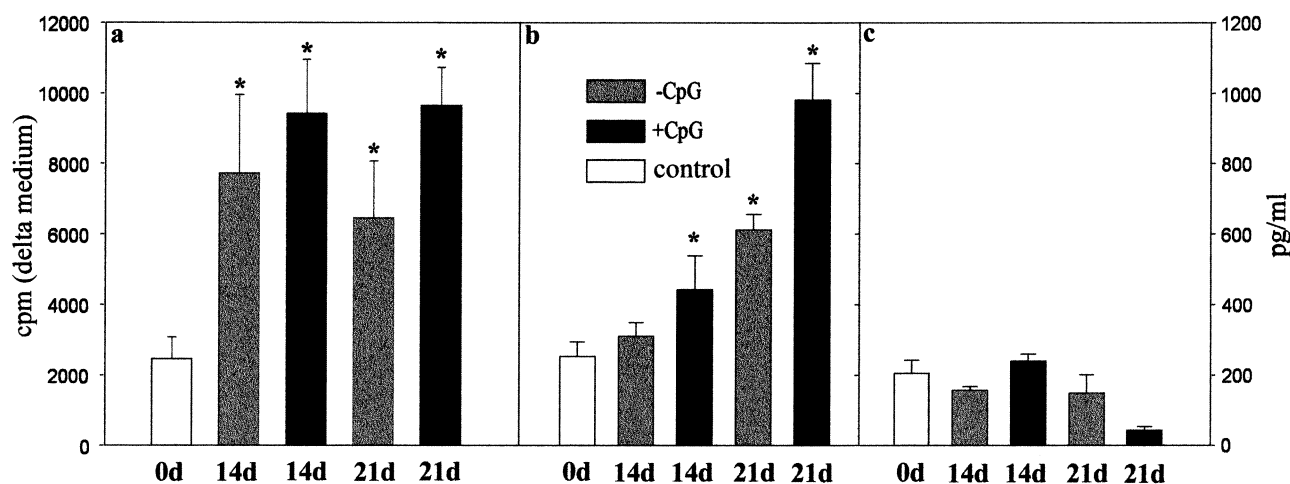 12000
10000
8000
6000
4000
2000
0
cpm (delta medium)
a
*
*
*
*
0d 14d 14d 21d 21d
b
-CpG
+CpG
control
*
*
*
0d 14d 14d 21d 21d
c
0d 14d 14d 21d 21d
1200
1000
800
600
400
200
0
pg/ml